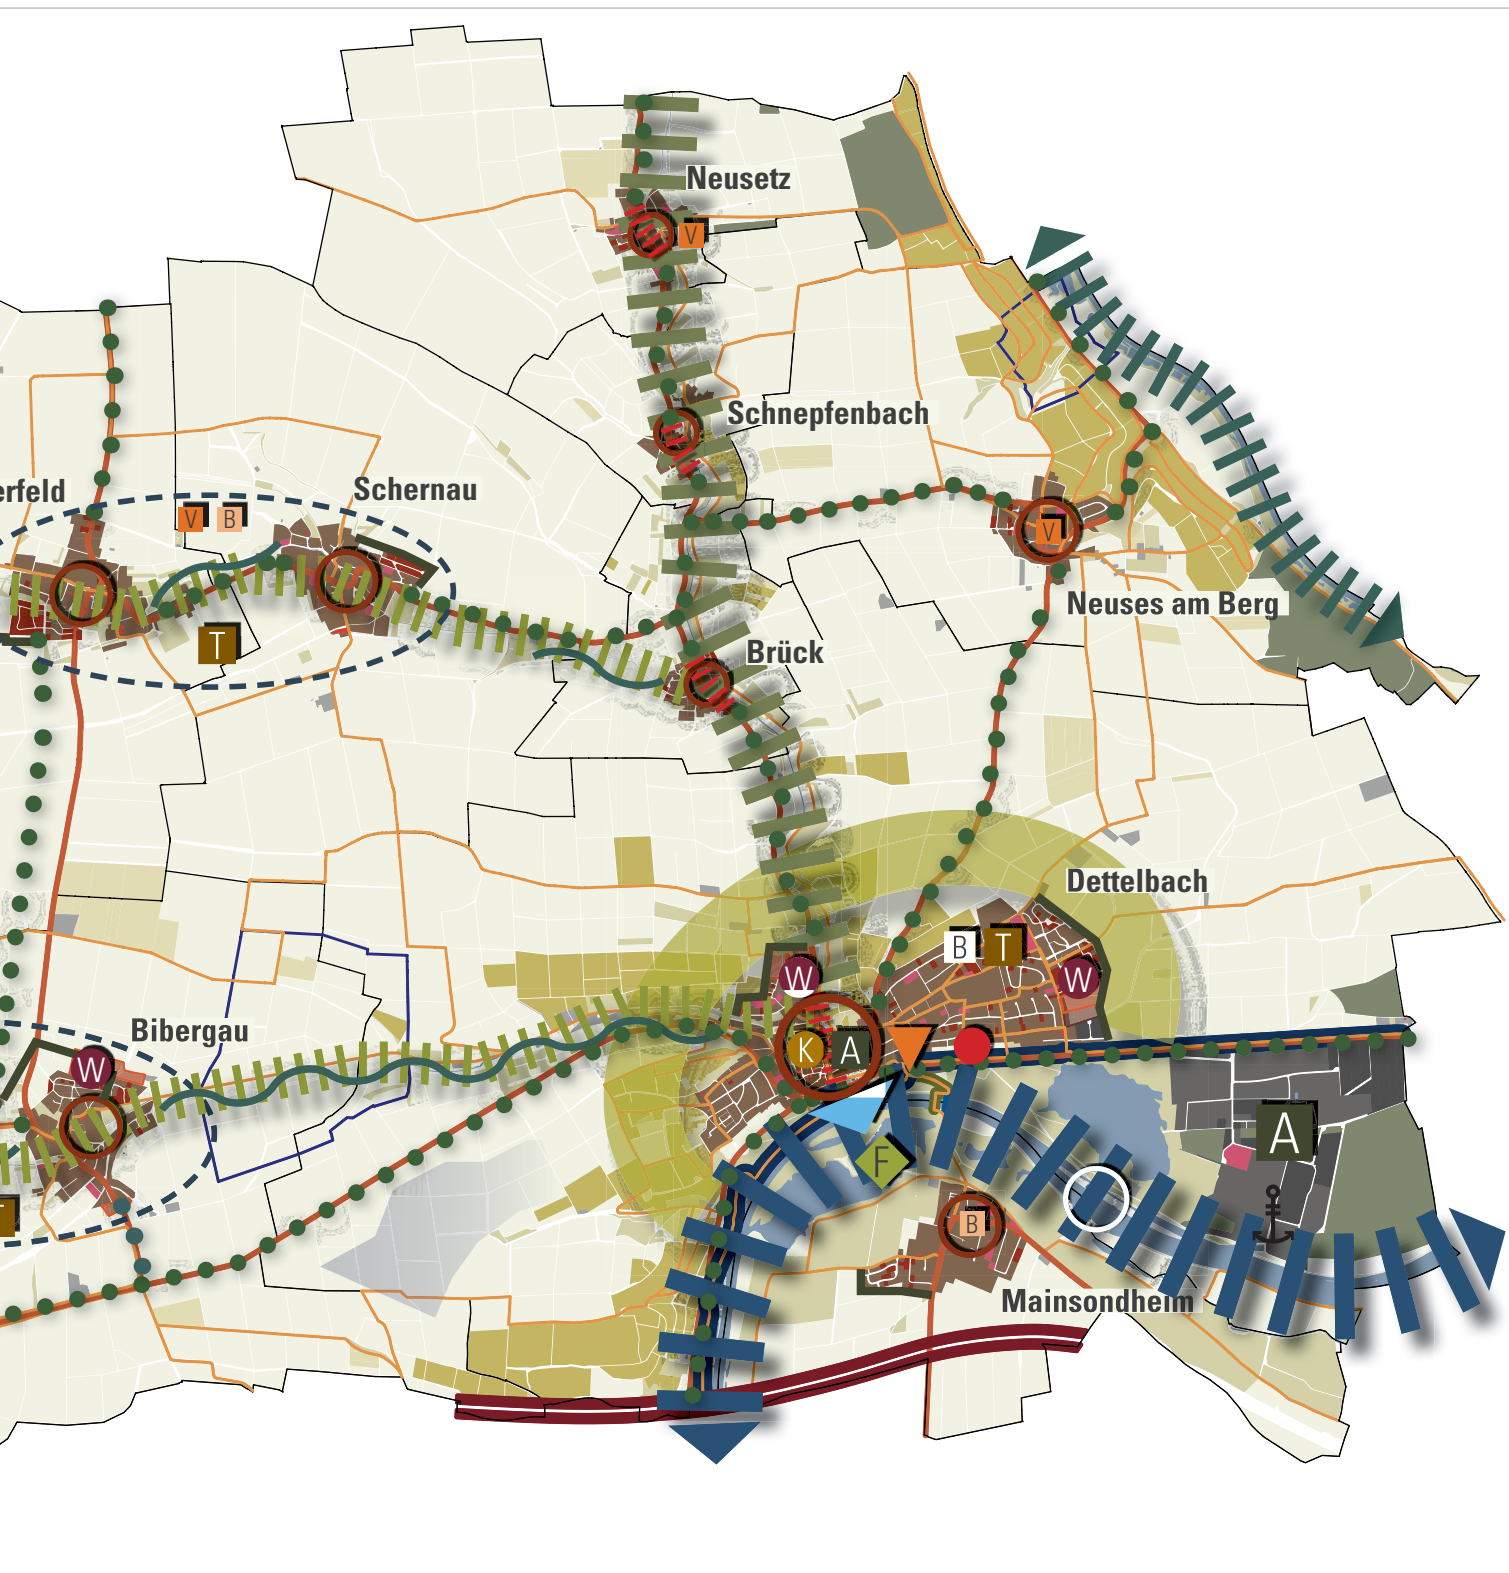 Neusetz
V
Schnepfenbach
erfeld
Schernau
V B
V
Neuses am Berg
T
Brück
Dettelbach
B T
W
W
Bibergau
K A
W
A
F
T
B
Mainsondheim